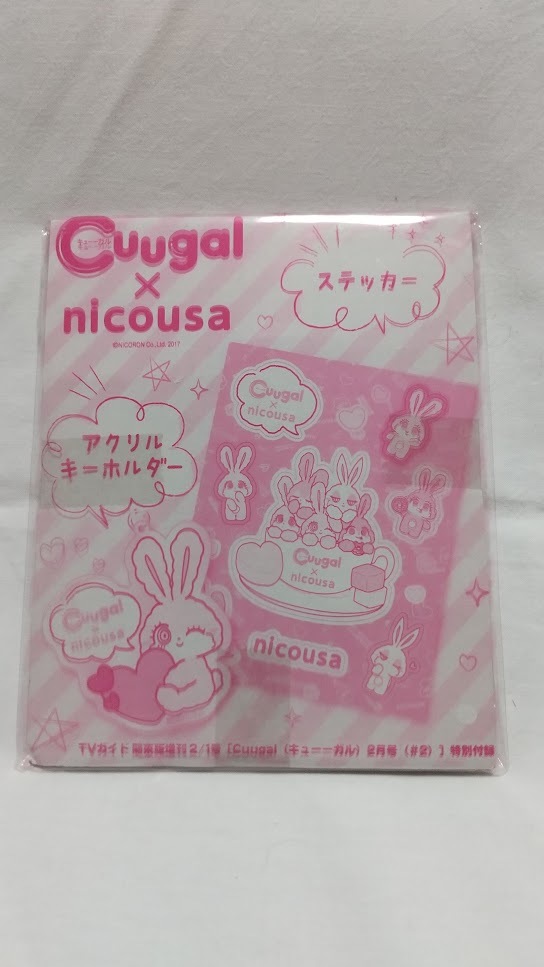 Cuugal
×
nicousa
©NICORON Co.,Ltd. 2017
ステッカー
アクリル
キーホルダー
Cuugal
×
nicousa
Cuugal
×
nicousa
Cuugal
×
nicousa
nicousa
TVガイド 関東版増刊2/1号 [Cuugal (キューーガル) 2月号 (#2)] 特別付録